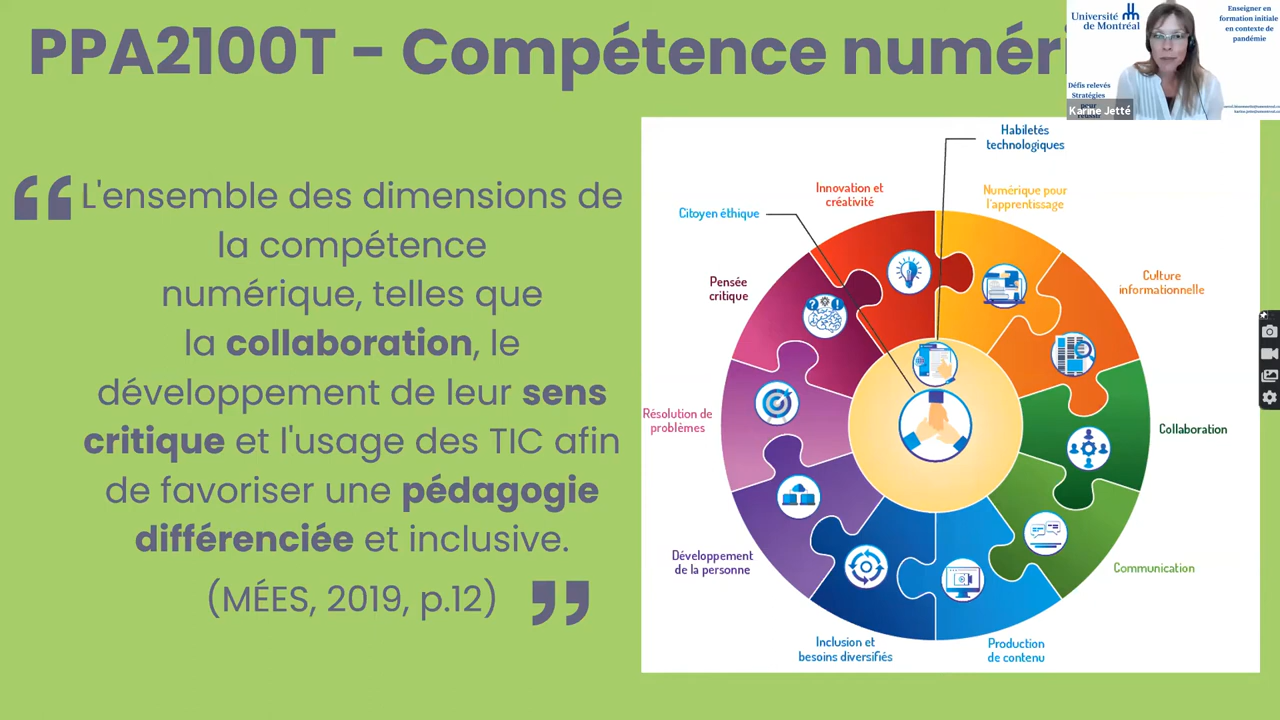 PPA2100T - Compétence numéri
Université
de Montréal
Enseigner en
formation initiale
en contexte de
pandémie
Défis relevés
Stratégies
pour
réussir
Karine Jetté
“ L'ensemble des dimensions de
la compétence
numérique, telles que
la collaboration, le
développement de leur sens
critique et l'usage des TIC afin
de favoriser une pédagogie
différenciée et inclusive.
(MÉES, 2019, p.12) ”
Habiletés
technologiques
Innovation et
créativité
Numérique pour
l'apprentissage
Citoyen éthique
Pensée
critique
Culture
informationnelle
Résolution de
problèmes
Collaboration
Développement
de la personne
Communication
Inclusion et
besoins diversifiés
Production
de contenu